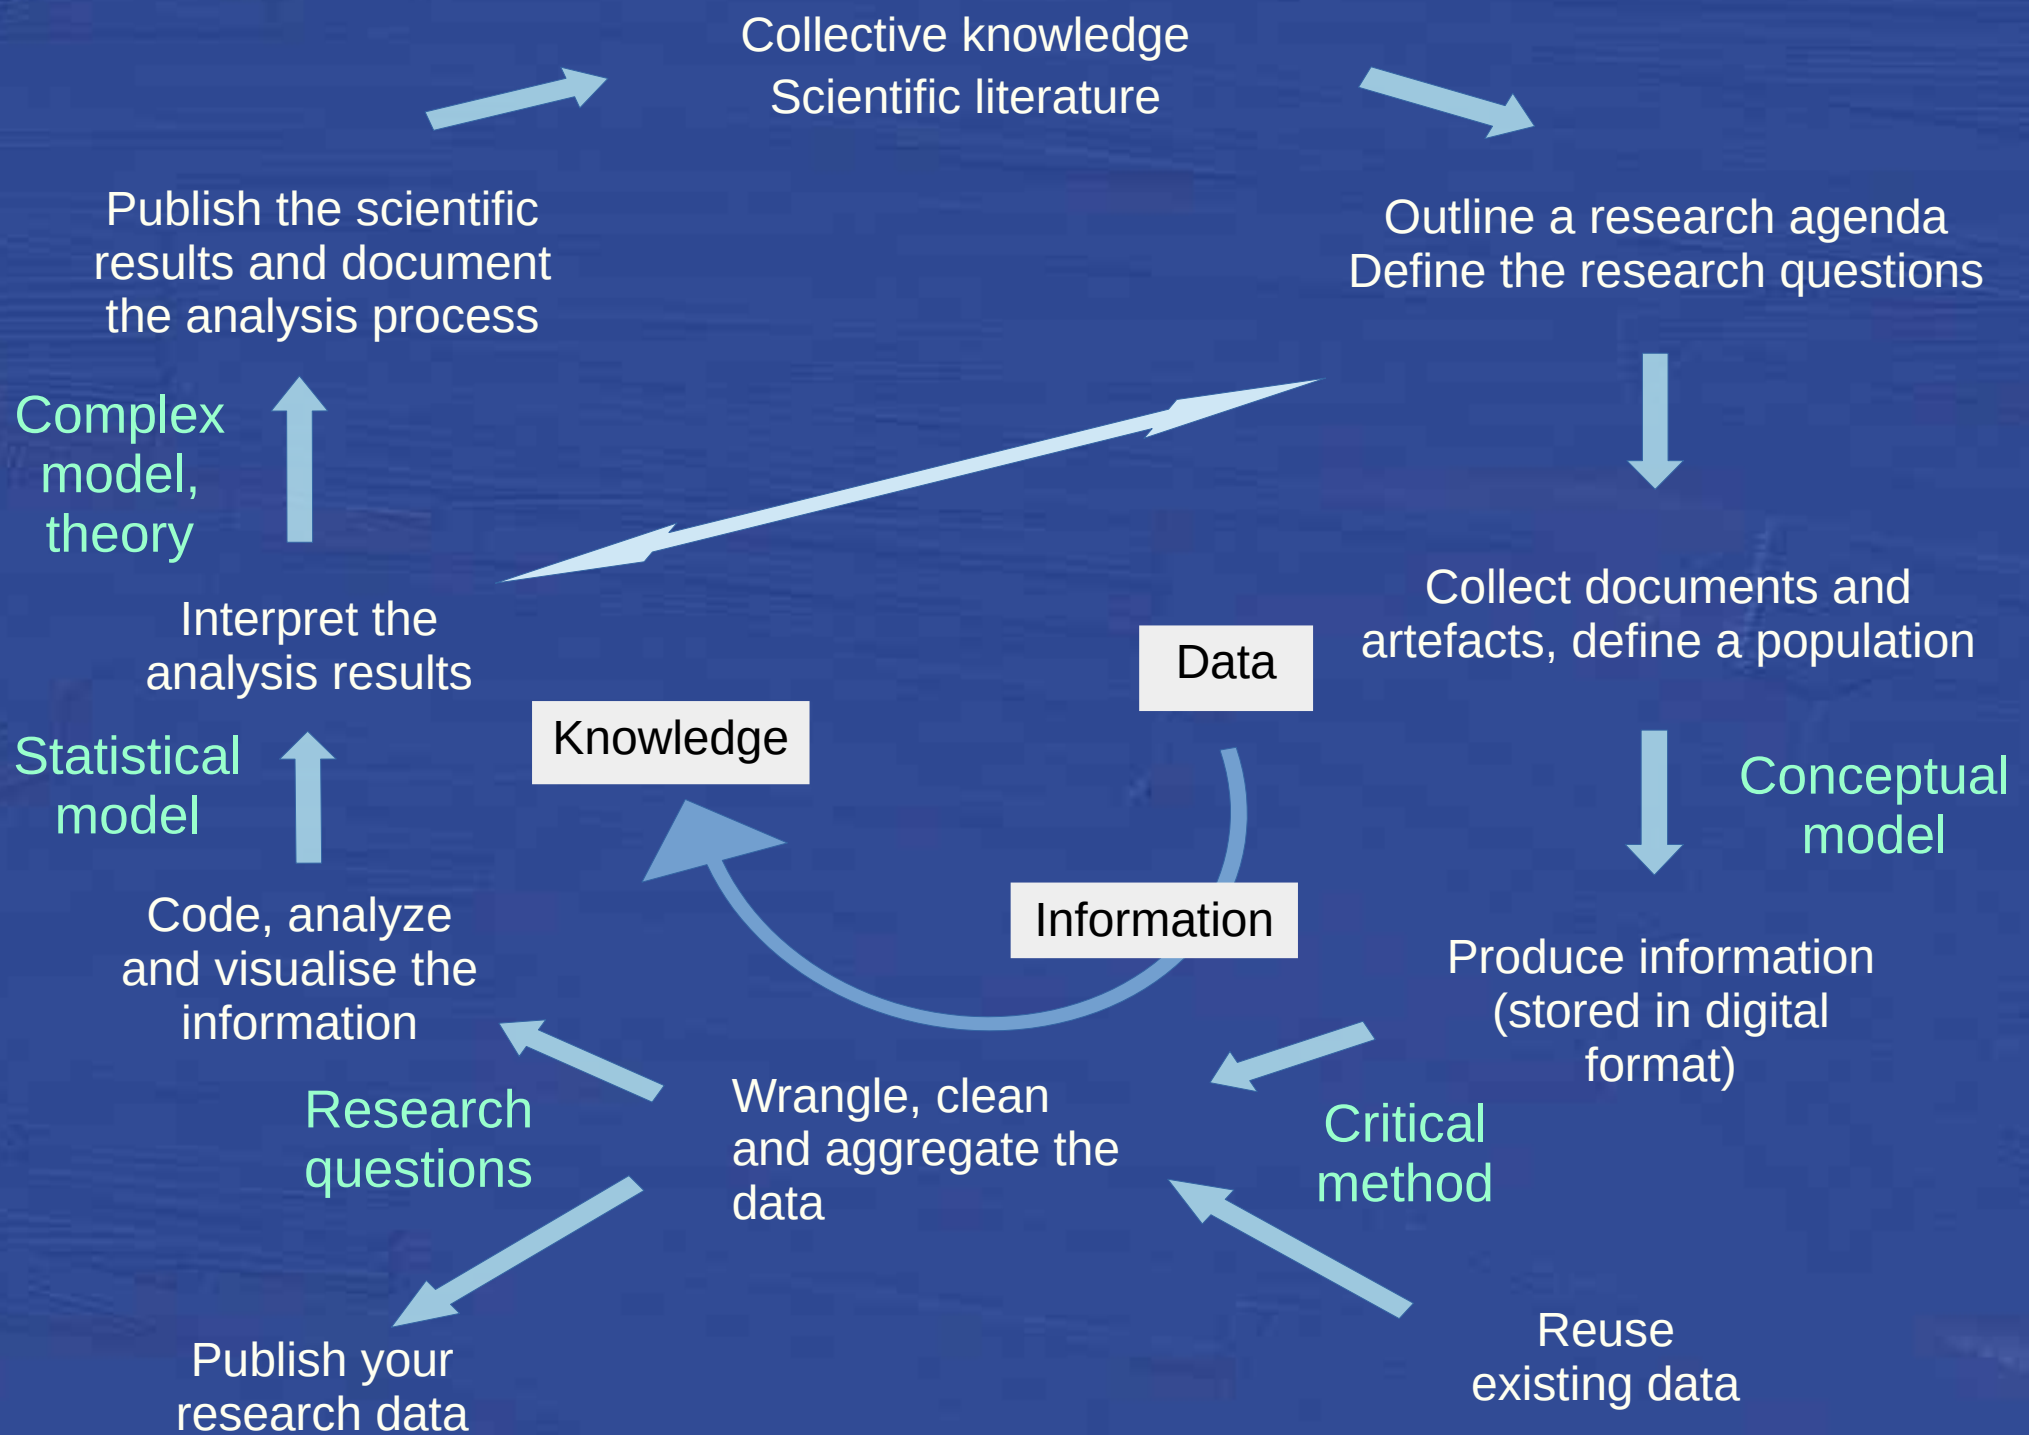 Collective knowledge
Scientific literature
Publish the scientific
results and document
the analysis process
Outline a research agenda
Define the research questions
Complex
model,
theory
Interpret the
analysis results
Collect documents and
artefacts, define a population
Data
Knowledge
Statistical
model
Conceptual
model
Code, analyze
and visualise the
information
Information
Produce information
(stored in digital
format)
Research
questions
Wrangle, clean
and aggregate the
data
Critical
method
Publish your
research data
Reuse
existing data